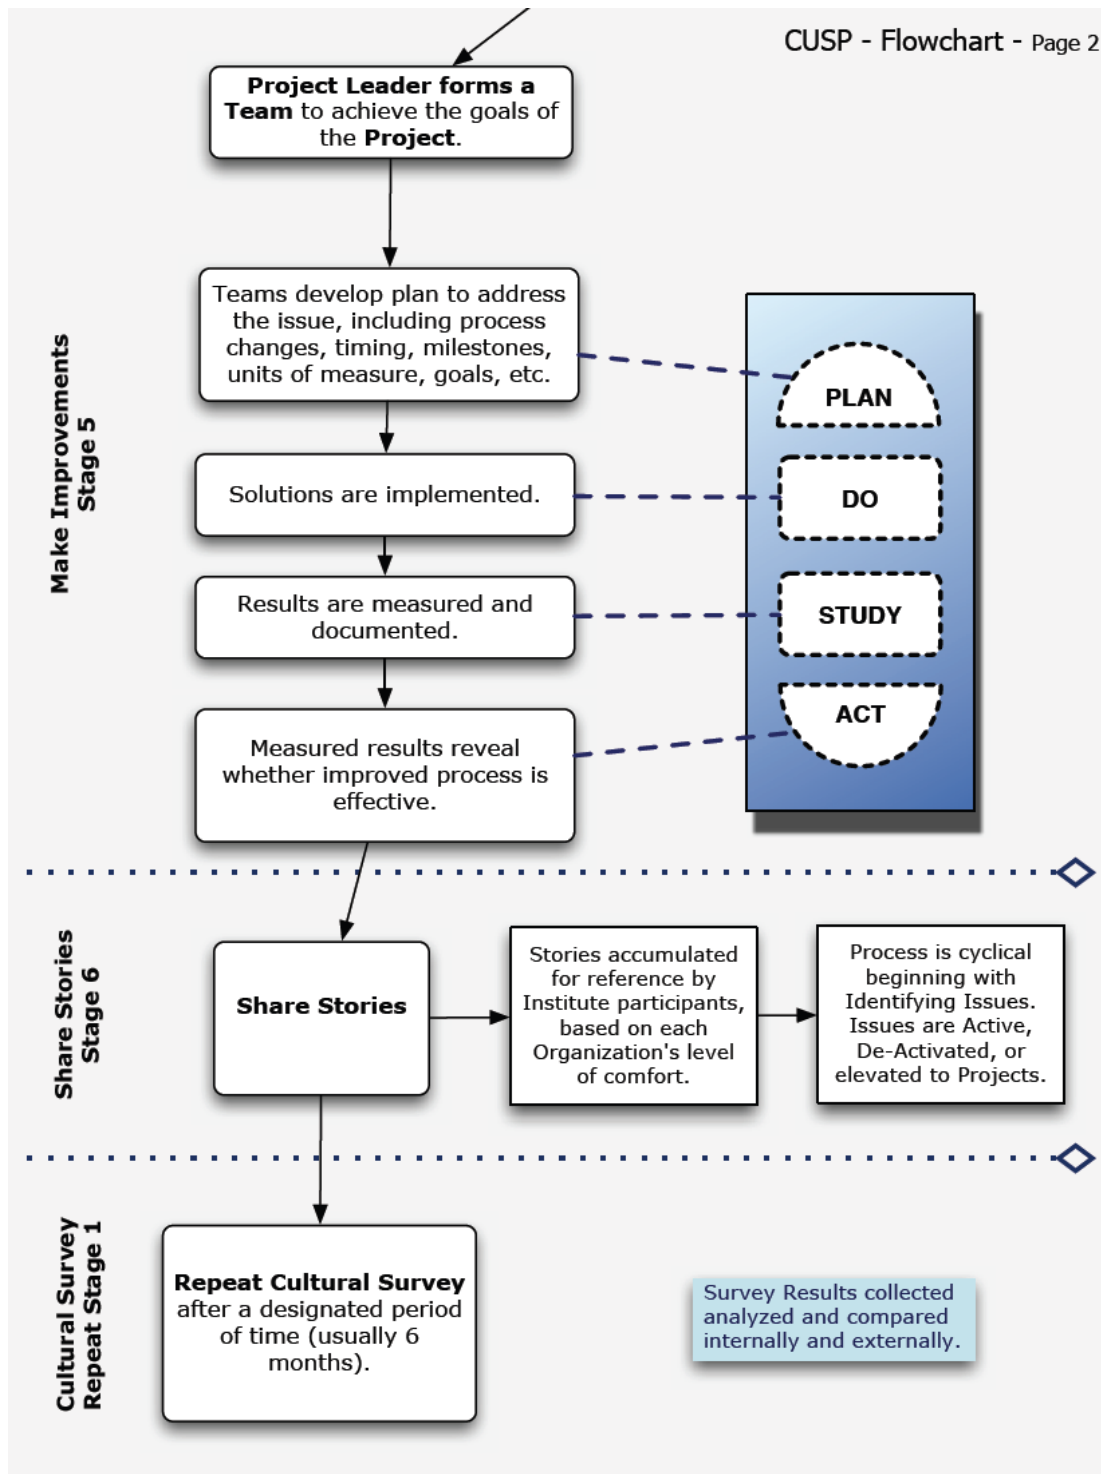 CUSP - Flowchart - Page 2
Project Leader forms a
Team to achieve the goals of
the Project.
Make Improvements
Stage 5
Teams develop plan to address
the issue, including process
changes, timing, milestones,
units of measure, goals, etc.
PLAN
Solutions are implemented.
DO
Results are measured and
documented.
STUDY
Measured results reveal
whether improved process is
effective.
ACT
Share Stories
Stage 6
Share Stories
Stories accumulated
for reference by
Institute participants,
based on each
Organization's level
of comfort.
Process is cyclical
beginning with
Identifying Issues.
Issues are Active,
De-Activated, or
elevated to Projects.
Cultural Survey
Repeat Stage 1
Repeat Cultural Survey
after a designated period
of time (usually 6
months).
Survey Results collected
analyzed and compared
internally and externally.